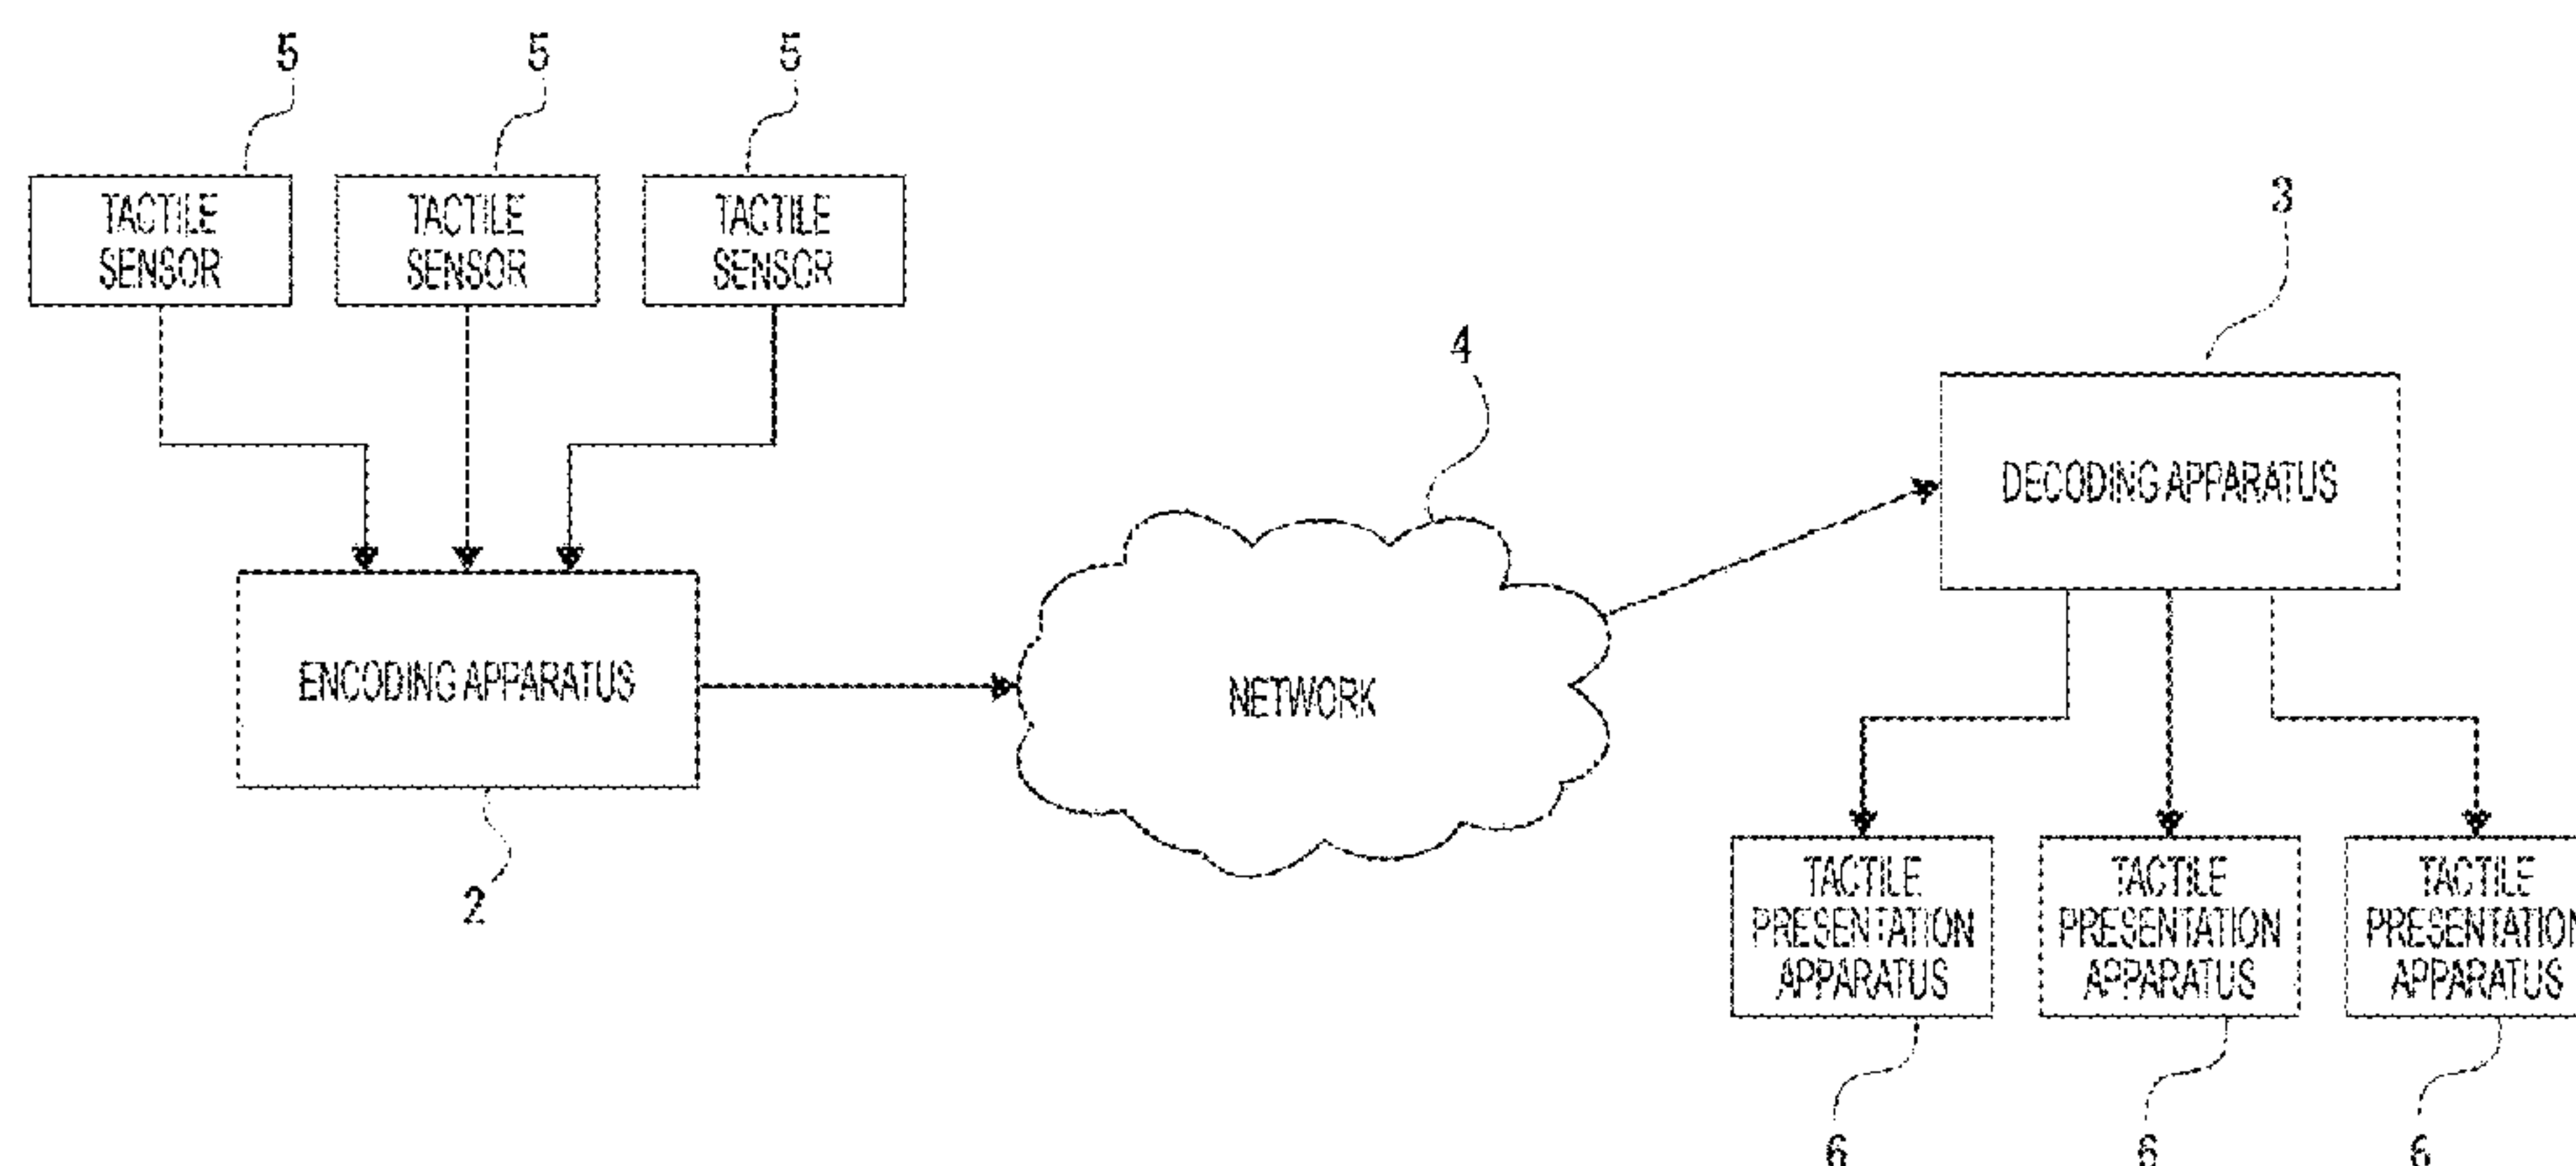 5
5
5
TACTILE
SENSOR
TACTILE
SENSOR
TACTILE
SENSOR
3
4
DECODING APPARATUS
ENCODING APPARATUS
NETWORK
2
TACTILE
PRESENTATION
APPARATUS
TACTILE
PRESENTATION
APPARATUS
TACTILE
PRESENTATION
APPARATUS
6
6
6